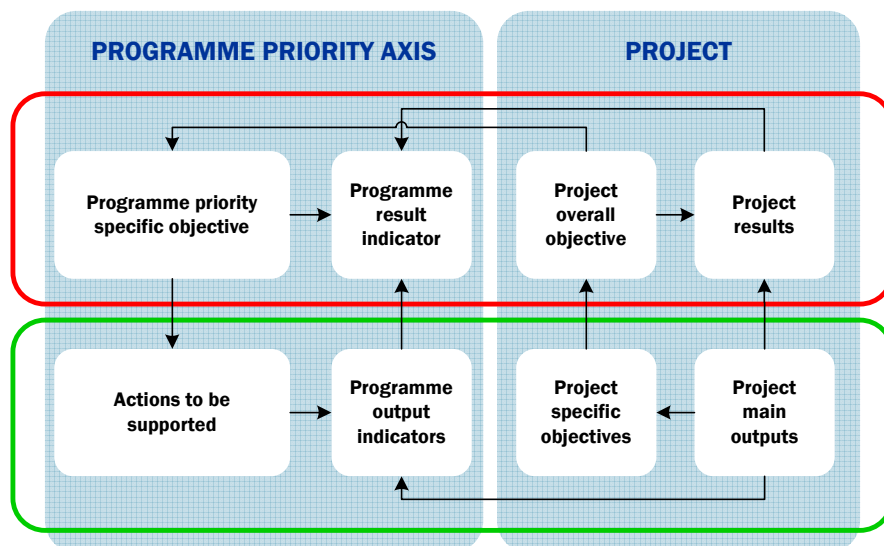 PROGRAMME PRIORITY AXIS
PROJECT
Programme priority
specific objective
Programme
result
indicator
Project
overall
objective
Project
results
Actions to be
supported
Programme
output
indicators
Project
specific
objectives
Project
main
outputs